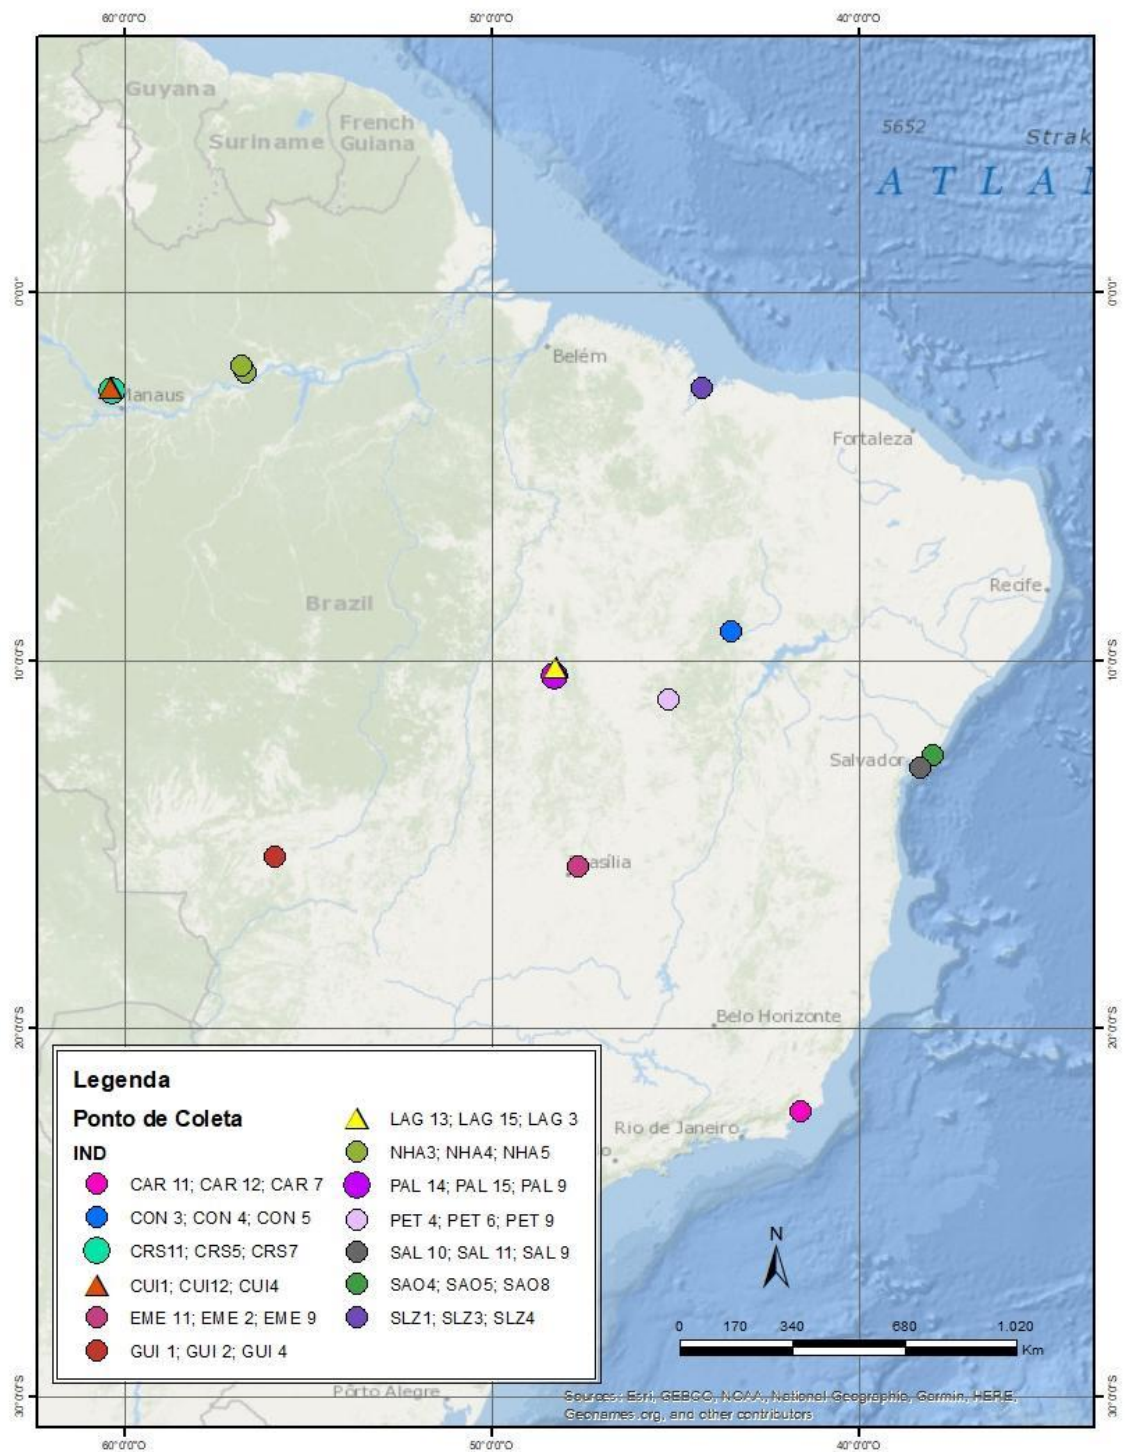 60°0'0"O 50°0'0"O 40°0'0"O
Guyana
Suriname
French
Guiana
5652
Strak
ATLAN
0°0'0"
0°0'0"
Belém
Manaus
Fortaleza
Brazil
Recife
10°0'0"S
10°0'0"S
Salvador
asília
Belo Horizonte
20°0'0"S
20°0'0"S
Rio de Janeiro
o
Legenda
Ponto de Coleta
IND
CAR 11; CAR 12; CAR 7
CON 3; CON 4; CON 5
CRS11; CRS5; CRS7
CUI1; CUI12; CUI4
EME 11; EME 2; EME 9
GUI 1; GUI 2; GUI 4
LAG 13; LAG 15; LAG 3
NHA3; NHA4; NHA5
PAL 14; PAL 15; PAL 9
PET 4; PET 6; PET 9
SAL 10; SAL 11; SAL 9
SAO4; SAO5; SAO8
SLZ1; SLZ3; SLZ4
N
0 170 340 680 1.020
Km
Porto Alegre
30°0'0"S
30°0'0"S
Sources: Esri, GEBCO, NOAA, National Geographic, Garmin, HERE,
Geonames.org, and other contributors
60°0'0"O 50°0'0"O 40°0'0"O